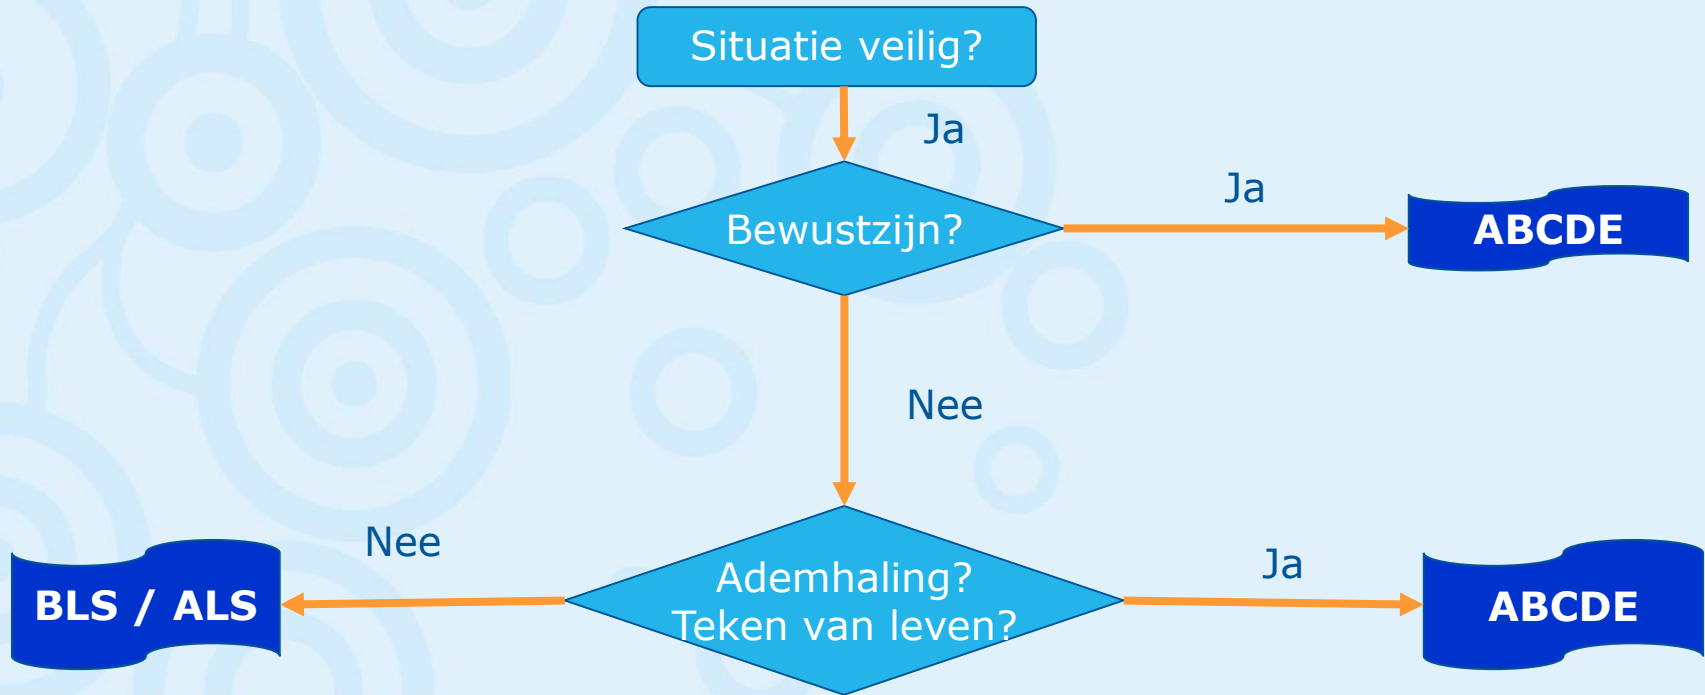 Situatie veilig?
Ja
Bewustzijn?
Ja
ABCDE
Nee
Ademhaling?
Teken van leven?
Nee
BLS / ALS
Ja
ABCDE